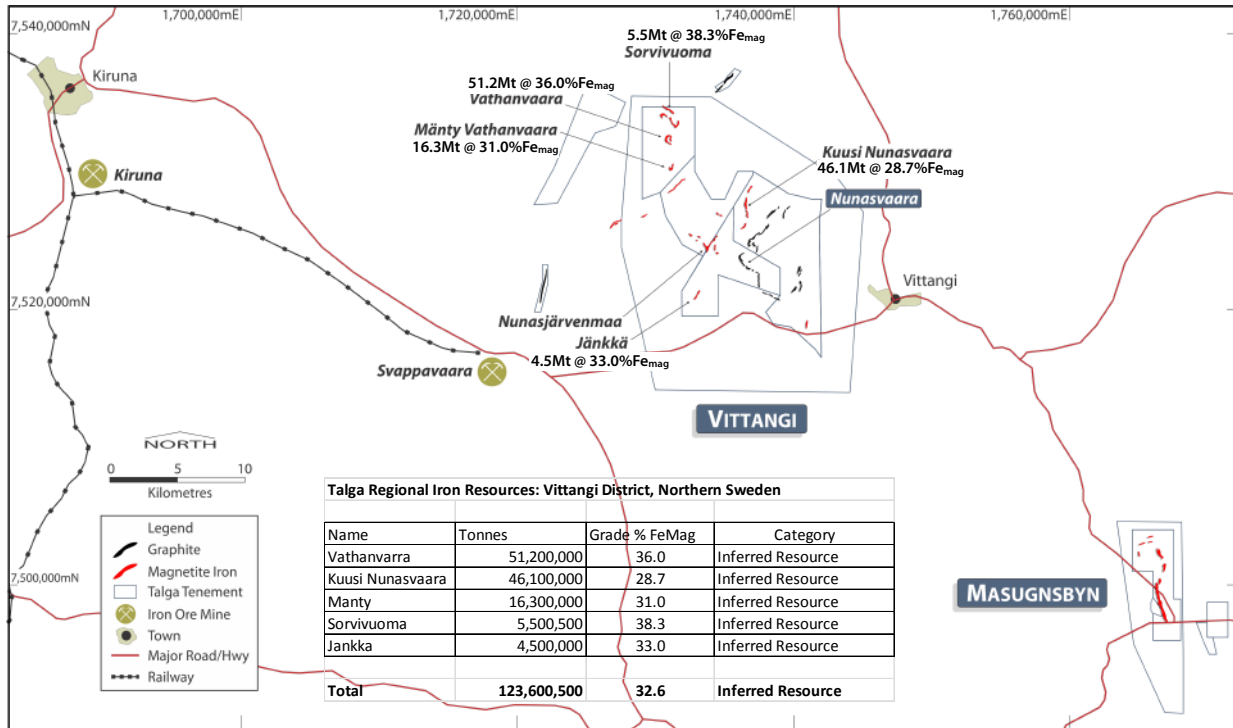 1,700,000mE
1,720,000mE
1,740,000mE
1,760,000mE
7,540,000mN
Kiruna
Kiruna
5.5Mt @ 38.3%Femag
Sorvivuoma
51.2Mt @ 36.0%Femag
Vathanvaara
Mänty Vathanvaara
16.3Mt @ 31.0%Femag
Kuusi Nunasvaara
46.1Mt @ 28.7%Femag
Nunasvaara
Vittangi
7,520,000mN
Nunasjärvenmaa
Jänkkä
4.5Mt @ 33.0%Femag
Svappavaara
VITTANGI
NORTH
0 5 10
Kilometres
Legend
Graphite
Magnetite Iron
Talga Tenement
Iron Ore Mine
Town
Major Road/Hwy
Railway
7,500,000mN
Talga Regional Iron Resources: Vittangi District, Northern Sweden
Name Tonnes Grade % FeMag Category
Vathanvarra 51,200,000 36.0 Inferred Resource
Kuusi Nunasvaara 46,100,000 28.7 Inferred Resource
Manty 16,300,000 31.0 Inferred Resource
Sorvivuoma 5,500,500 38.3 Inferred Resource
Jankka 4,500,000 33.0 Inferred Resource
Total 123,600,500 32.6 Inferred Resource
MASUGNSBYN